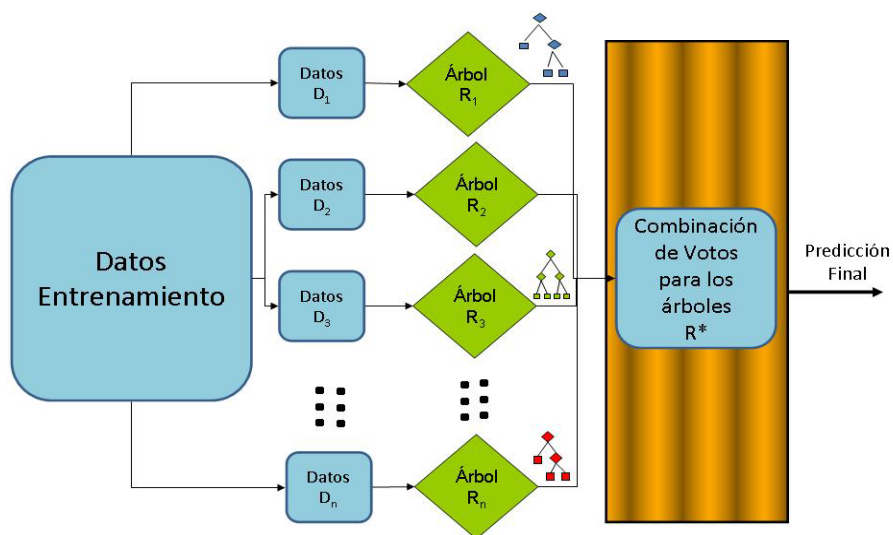 Datos
Entrenamiento
Datos
D₁
Árbol
R₁
Datos
D₂
Árbol
R₂
Datos
D₃
Árbol
R₃
Datos
Dₙ
Árbol
Rₙ
Combinación
de Votos
para los
árboles
R*
Predicción
Final